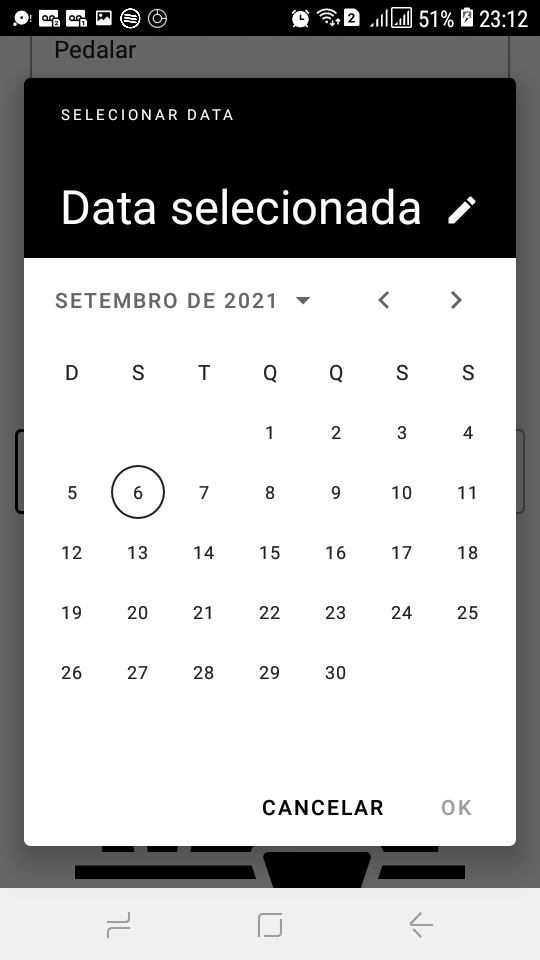 2 51% 23:12
Pedalar
SELECIONAR DATA
Data selecionada
SETEMBRO DE 2021
D S T Q Q S S
1 2 3 4
5 6 7 8 9 10 11
12 13 14 15 16 17 18
19 20 21 22 23 24 25
26 27 28 29 30
CANCELAR OK